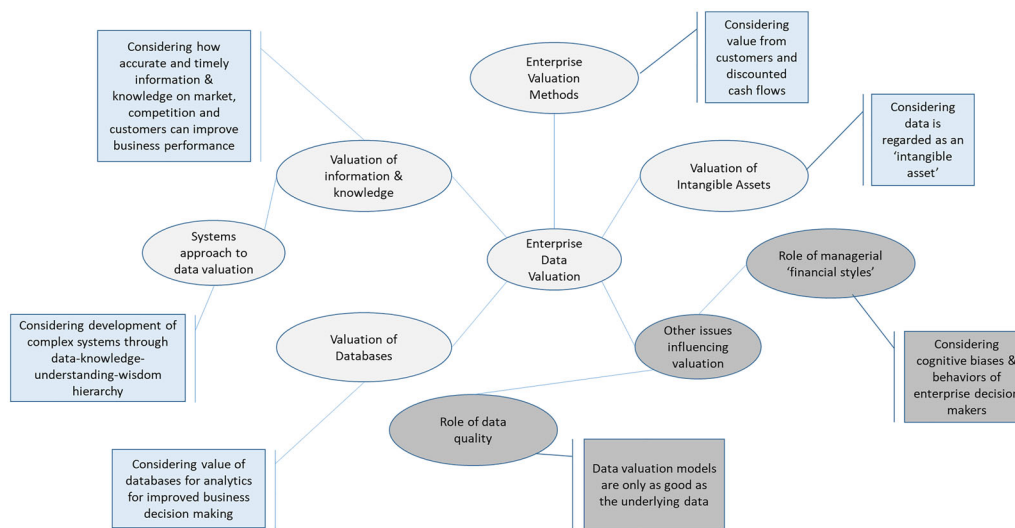 Considering how
accurate and timely
information &
knowledge on market,
competition and
customers can improve
business performance
Enterprise
Valuation
Methods
Considering
value from
customers and
discounted
cash flows
Considering
data is
regarded as an
‘intangible
asset’
Valuation of
information &
knowledge
Valuation of
Intangible Assets
Systems
approach to
data valuation
Enterprise
Data
Valuation
Role of managerial
‘financial styles’
Considering development of
complex systems through
data-knowledge-
understanding-wisdom
hierarchy
Valuation of
Databases
Other issues
influencing
valuation
Considering
cognitive biases &
behaviors of
enterprise decision
makers
Role of data
quality
Considering value of
databases for analytics
for improved business
decision making
Data valuation models
are only as good as
the underlying data